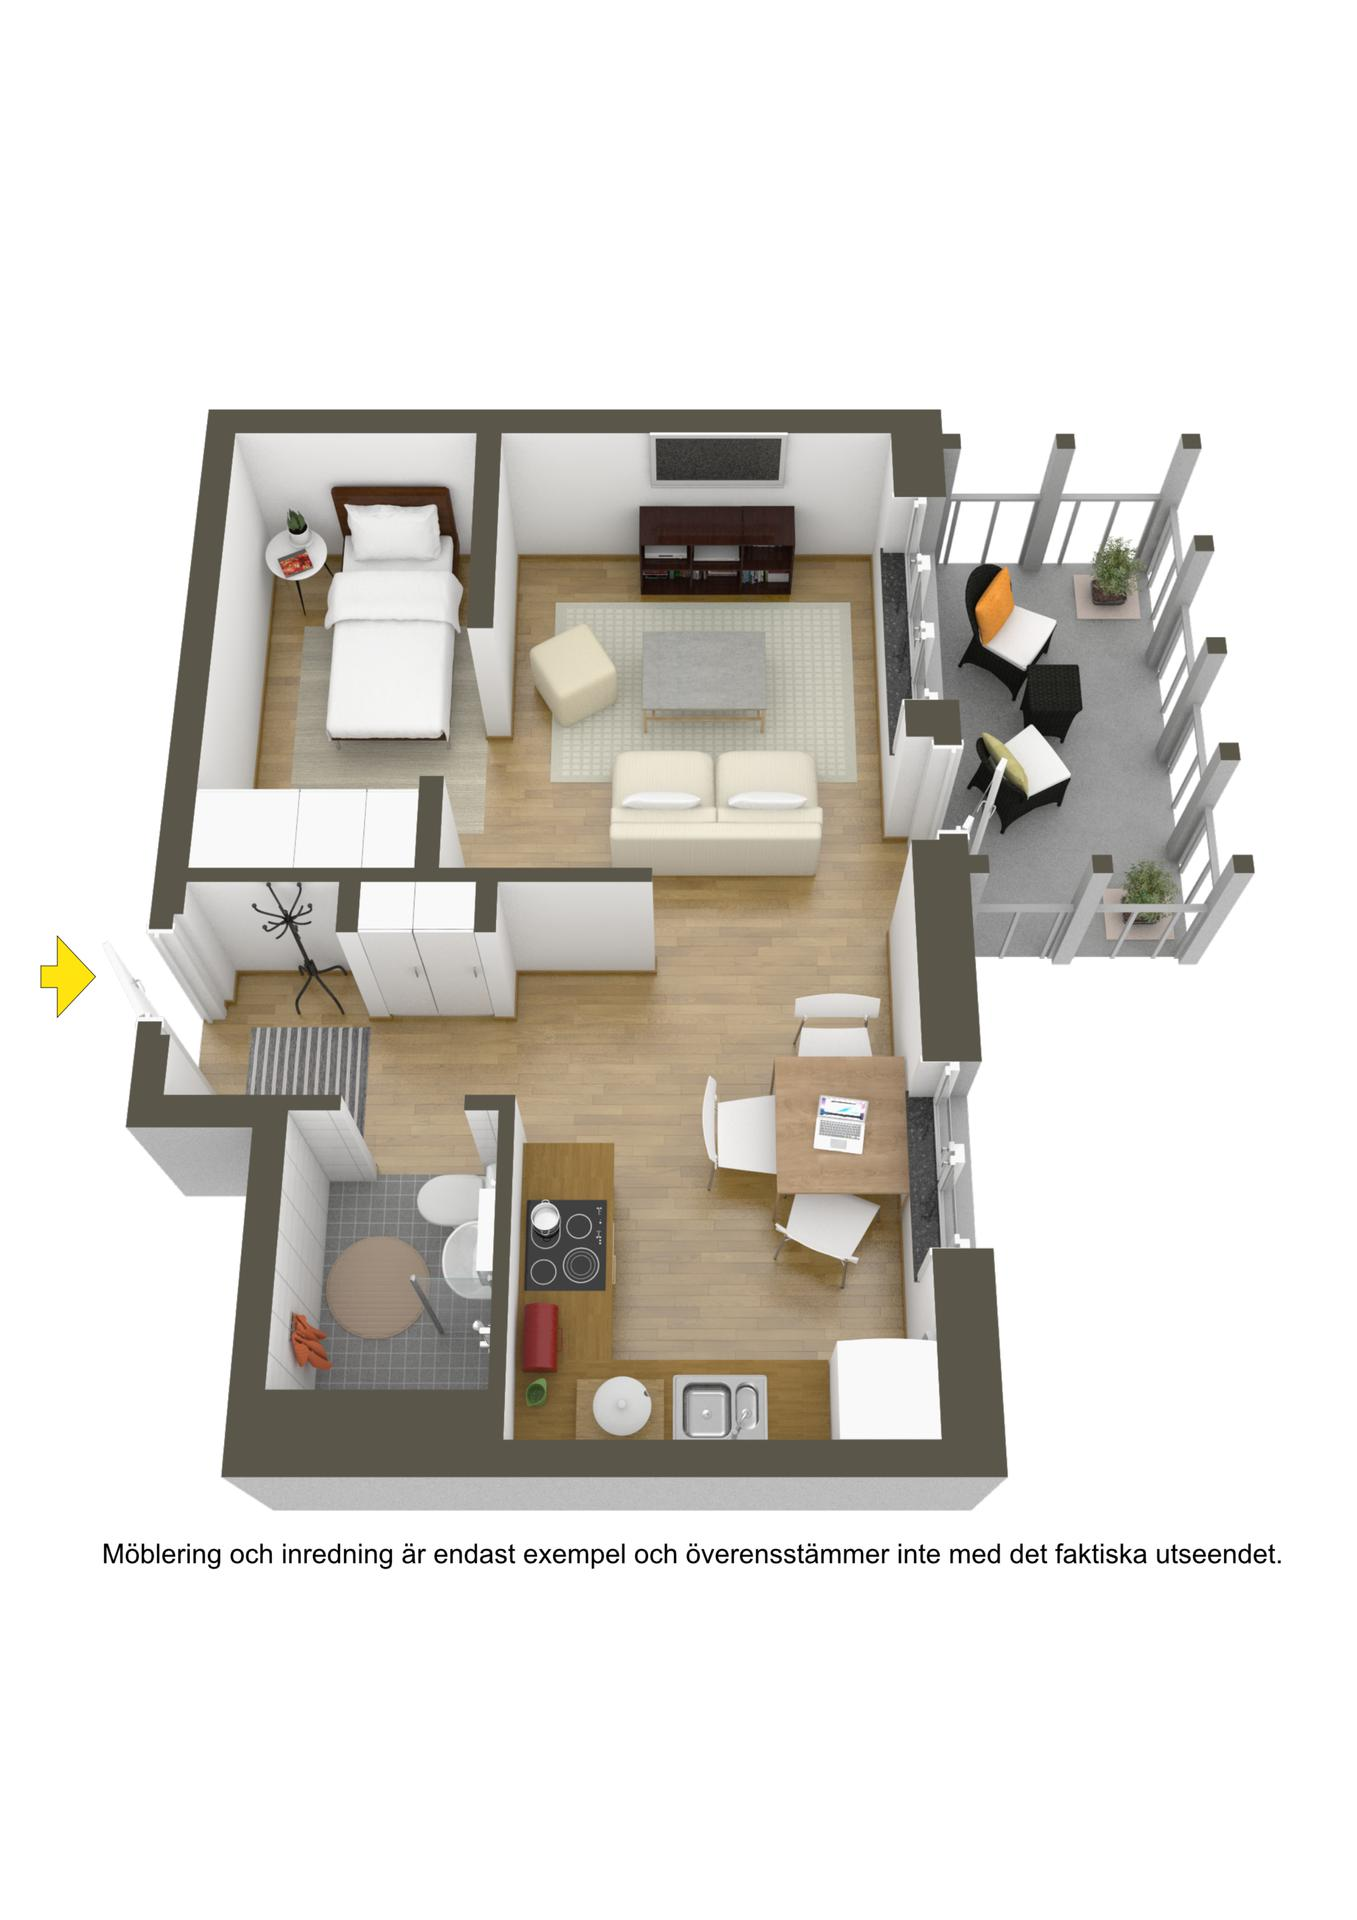 Möblering och inredning är endast exempel och överensstämmer inte med det faktiska utseendet.